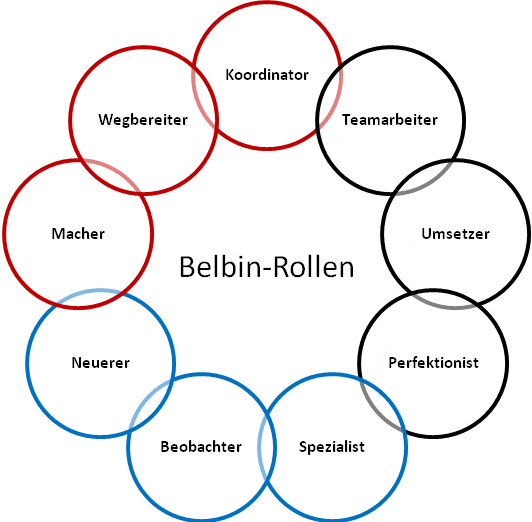 Koordinator
Wegbereiter
Teamarbeiter
Macher
Umsetzer
Belbin-Rollen
Neuerer
Perfektionist
Beobachter
Spezialist